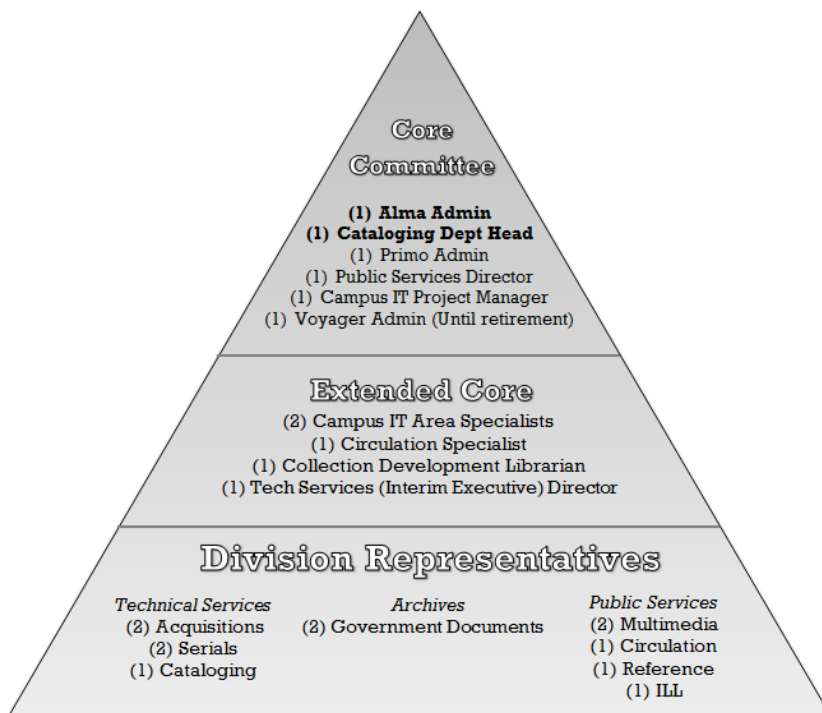 Core
Committee
(1) Alma Admin
(1) Cataloging Dept Head
(1) Primo Admin
(1) Public Services Director
(1) Campus IT Project Manager
(1) Voyager Admin (Until retirement)
Extended Core
(2) Campus IT Area Specialists
(1) Circulation Specialist
(1) Collection Development Librarian
(1) Tech Services (Interim Executive) Director
Division Representatives
Technical Services
(2) Acquisitions
(2) Serials
(1) Cataloging
Archives
(2) Government Documents
Public Services
(2) Multimedia
(1) Circulation
(1) Reference
(1) ILL